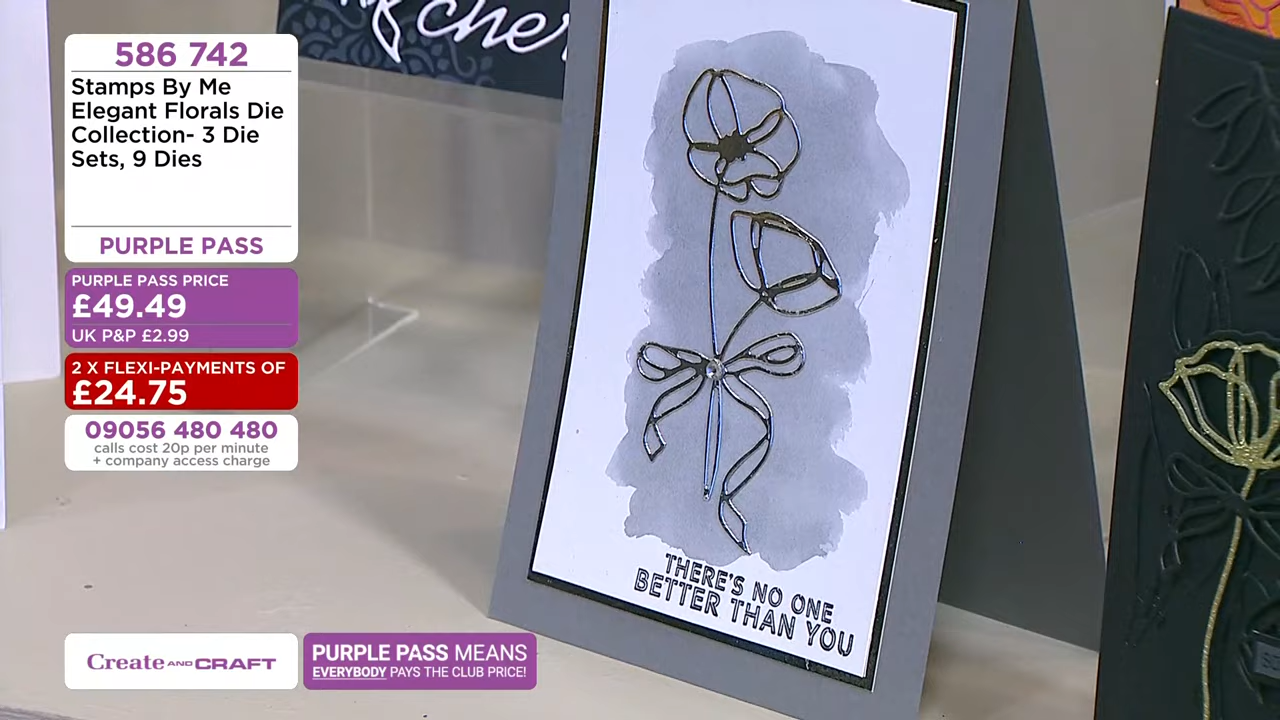 586 742
Stamps By Me
Elegant Florals Die
Collection- 3 Die
Sets, 9 Dies
PURPLE PASS
PURPLE PASS PRICE
£49.49
UK P&P £2.99
2 X FLEXI-PAYMENTS OF
£24.75
09056 480 480
calls cost 20p per minute
+ company access charge
Create AND CRAFT
PURPLE PASS MEANS
EVERYBODY PAYS THE CLUB PRICE!
THERE'S NO ONE
BETTER THAN YOU